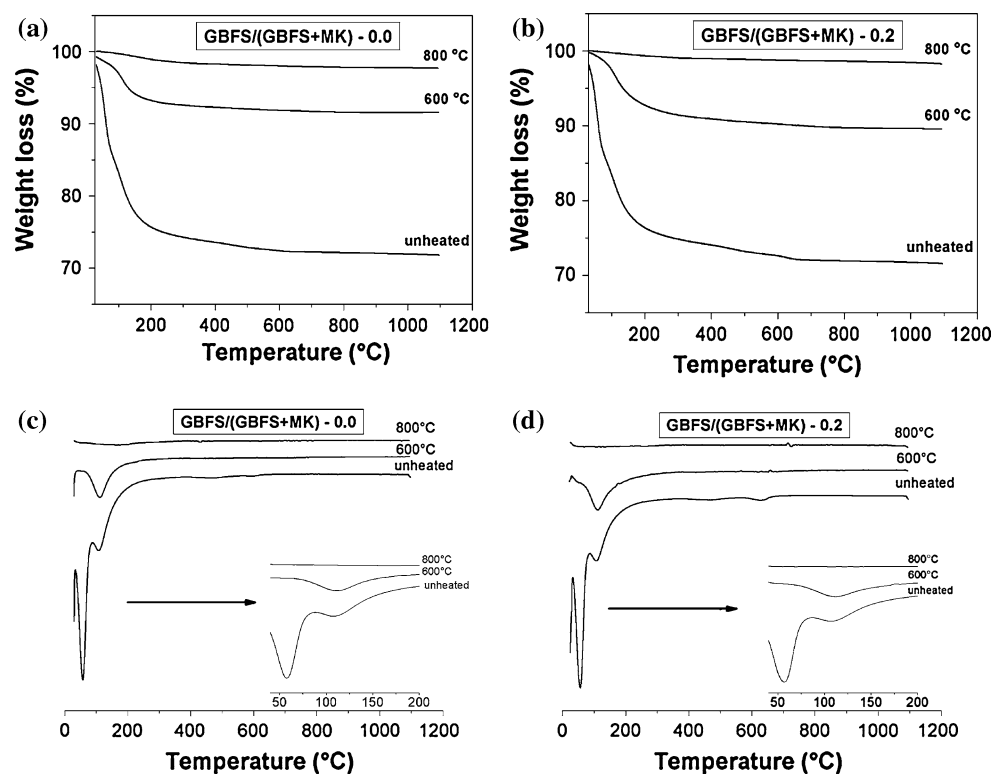 (a)
GBFS/(GBFS+MK) - 0.0
800 °C
600 °C
unheated
100
90
80
70
Weight loss (%)
200 400 600 800 1000 1200
Temperature (°C)
(b)
GBFS/(GBFS+MK) - 0.2
800 °C
600 °C
unheated
100
90
80
70
Weight loss (%)
200 400 600 800 1000 1200
Temperature (°C)
(c)
GBFS/(GBFS+MK) - 0.0
800°C
600°C
unheated
800°C
600°C
unheated
50 100 150 200
0 200 400 600 800 1000 1200
Temperature (°C)
(d)
GBFS/(GBFS+MK) - 0.2
800°C
600°C
unheated
800°C
600°C
unheated
50 100 150 200
0 200 400 600 800 1000 1200
Temperature (°C)